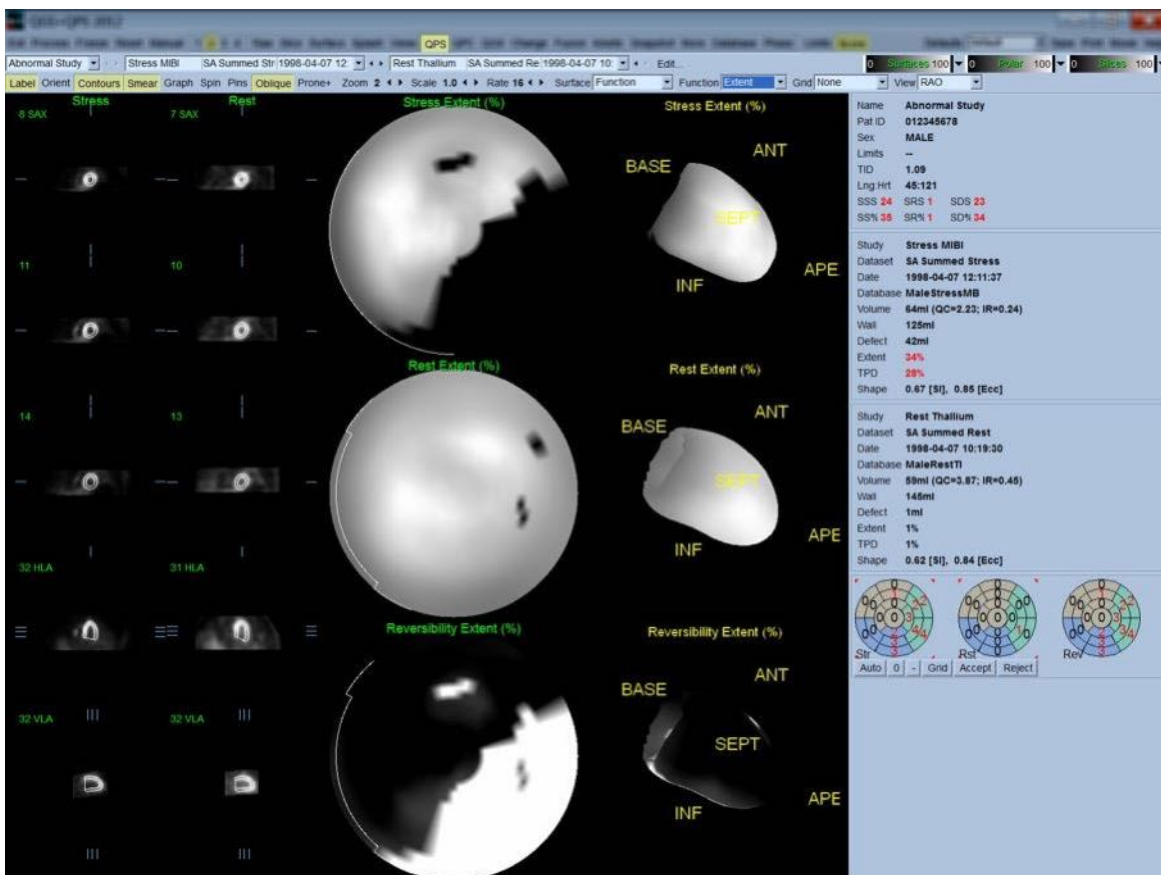 QGS+QPS 2012
QPS
Abnormal Study Stress MIBI SA Summed Str 1998-04-07 12: Rest Thallium SA Summed Re 1998-04-07 10: Edit...
0 Surfaces 100 0 Polar 100 0 Slices 100
Label Orient Contours Smear Graph Spin Pins Oblique Prone+ Zoom 2 Scale 1.0 Rate 16 Surface Function Function Extent Grid None View RAO
Stress Rest
8 SAX 7 SAX
11 10
14 13
32 HLA 31 HLA
32 VLA 32 VLA
Stress Extent (%)
Stress Extent (%)
ANT
BASE
SEPT
APE
INF
Rest Extent (%)
Rest Extent (%)
ANT
BASE
SEPT
APE
INF
Reversibility Extent (%)
Reversibility Extent (%)
ANT
BASE
SEPT
APE
INF
Name Abnormal Study
Pat ID 012345678
Sex MALE
Limits --
TID 1.09
Lng:Hrt 45:121
SSS 24 SRS 1 SDS 23
SS% 35 SR% 1 SD% 34
Study Stress MIBI
Dataset SA Summed Stress
Date 1998-04-07 12:11:37
Database MaleStressMB
Volume 64ml (QC=2.23; IR=0.24)
Wall 125ml
Defect 42ml
Extent 34%
TPD 28%
Shape 0.67 [SI], 0.85 [Ecc]
Study Rest Thallium
Dataset SA Summed Rest
Date 1998-04-07 10:19:30
Database MaleRestTl
Volume 59ml (QC=3.87; IR=0.45)
Wall 145ml
Defect 1ml
Extent 1%
TPD 1%
Shape 0.62 [SI], 0.84 [Ecc]
Str Rst Rev
Auto 0 - Grid Accept Reject